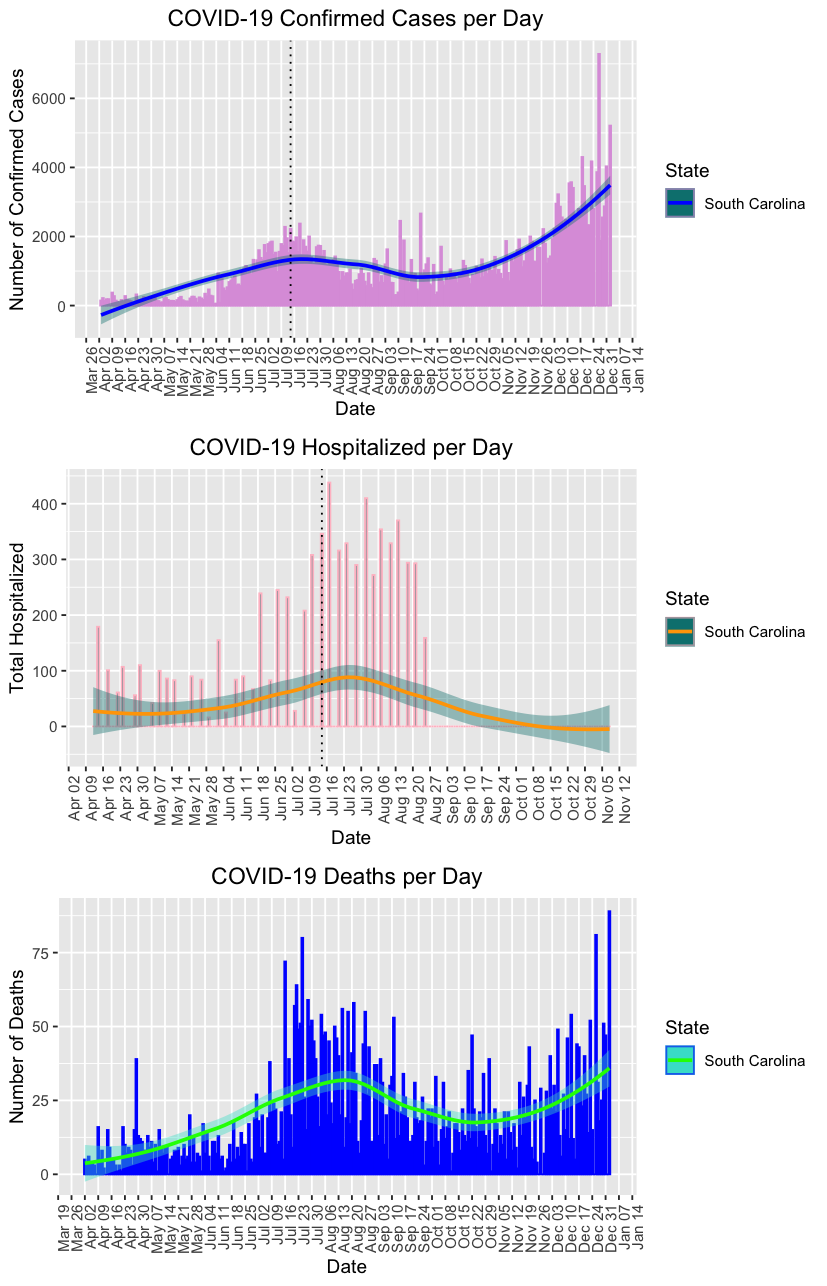 COVID-19 Confirmed Cases per Day
Number of Confirmed Cases
6000
4000
2000
0
Mar 26
Apr 02
Apr 09
Apr 16
Apr 23
Apr 30
May 07
May 14
May 21
May 28
Jun 04
Jun 11
Jun 18
Jun 25
Jul 02
Jul 09
Jul 16
Jul 23
Jul 30
Aug 06
Aug 13
Aug 20
Aug 27
Sep 03
Sep 10
Sep 17
Sep 24
Oct 01
Oct 08
Oct 15
Oct 22
Oct 29
Nov 05
Nov 12
Nov 19
Nov 26
Dec 03
Dec 10
Dec 17
Dec 24
Dec 31
Jan 07
Jan 14
Date
State
South Carolina
COVID-19 Hospitalized per Day
Total Hospitalized
400
300
200
100
0
Apr 02
Apr 09
Apr 16
Apr 23
Apr 30
May 07
May 14
May 21
May 28
Jun 04
Jun 11
Jun 18
Jun 25
Jul 02
Jul 09
Jul 16
Jul 23
Jul 30
Aug 06
Aug 13
Aug 20
Aug 27
Sep 03
Sep 10
Sep 17
Sep 24
Oct 01
Oct 08
Oct 15
Oct 22
Oct 29
Nov 05
Nov 12
Date
State
South Carolina
COVID-19 Deaths per Day
Number of Deaths
75
50
25
0
Mar 19
Mar 26
Apr 02
Apr 09
Apr 16
Apr 23
Apr 30
May 07
May 14
May 21
May 28
Jun 04
Jun 11
Jun 18
Jun 25
Jul 02
Jul 09
Jul 16
Jul 23
Jul 30
Aug 06
Aug 13
Aug 20
Aug 27
Sep 03
Sep 10
Sep 17
Sep 24
Oct 01
Oct 08
Oct 15
Oct 22
Oct 29
Nov 05
Nov 12
Nov 19
Nov 26
Dec 03
Dec 10
Dec 17
Dec 24
Dec 31
Jan 07
Jan 14
Date
State
South Carolina